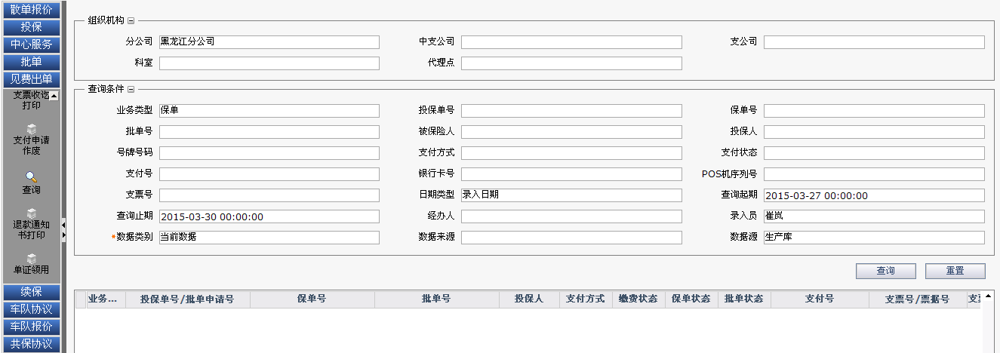 散单报价
投保
中心服务
批单
见费出单
支票收讫
打印
支付申请
作废
查询
退款通知
书打印
单证领用
续保
车队协议
车队报价
共保协议
组织机构
分公司 黑龙江分公司 中支公司 支公司
科室 代理点
查询条件
业务类型 保单 投保单号 保单号
批单号 被保险人 投保人
号牌号码 支付方式 支付状态
支付号 银行卡号 POS机序列号
支票号 日期类型 录入日期 查询起期 2015-03-27 00:00:00
查询止期 2015-03-30 00:00:00 经办人 录入员 崔岚
*数据类别 当前数据 数据来源 数据源 生产库
查询 重置
业务... 投保单号/批单申请号 保单号 批单号 投保人 支付方式 缴费状态 保单状态 批单状态 支付号 支票号/票据号 支